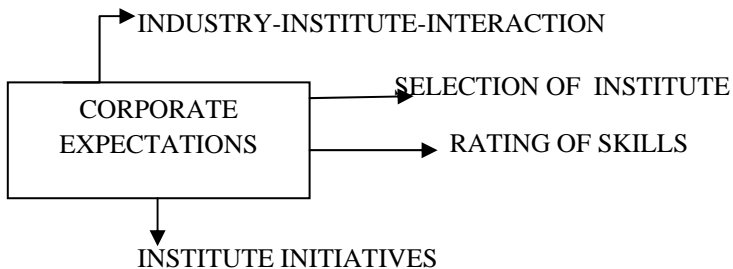 INDUSTRY-INSTITUTE-INTERACTION
SELECTION OF INSTITUTE
CORPORATE
EXPECTATIONS
RATING OF SKILLS
INSTITUTE INITIATIVES